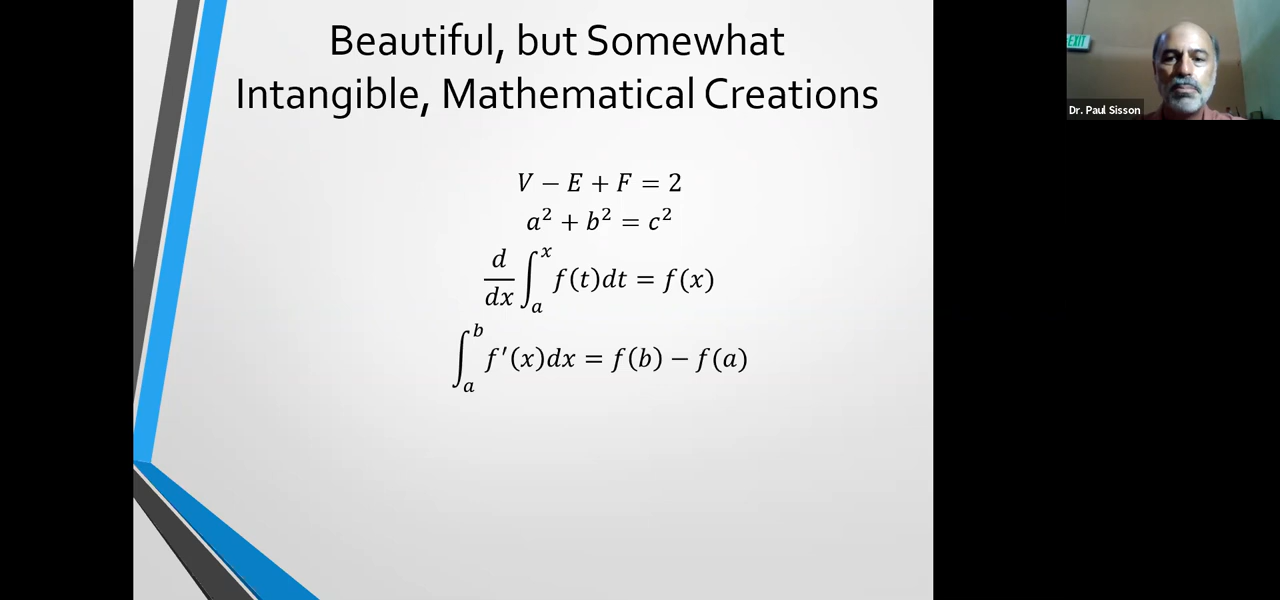 Beautiful, but Somewhat
Intangible, Mathematical Creations
V − E + F = 2
a² + b² = c²
d/dx ∫ₐˣ f(t)dt = f(x)
∫ₐᵇ f′(x)dx = f(b) − f(a)
EXIT
Dr. Paul Sisson